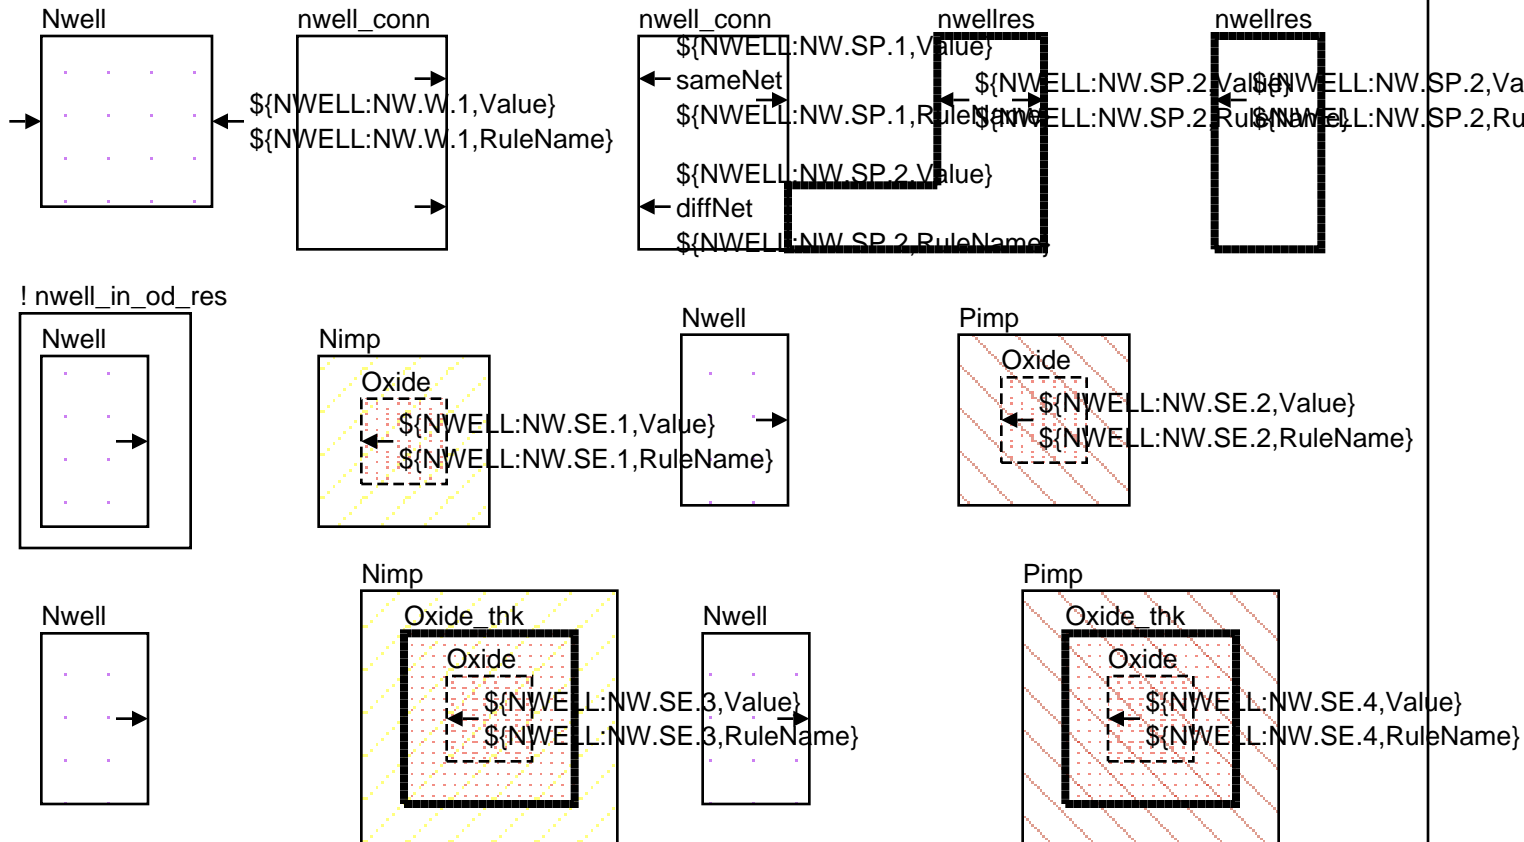 Nwell
nwell_conn
nwell_conn
nwellres
nwellres
${NWELL:NW.W.1,Value}
${NWELL:NW.W.1,RuleName}
${NWELL:NW.SP.1,Value}
sameNet
${NWELL:NW.SP.1,RuleName}
${NWELL:NW.SP.2,Value}
diffNet
${NWELL:NW.SP.2,RuleName}
${NWELL:NW.SP.2,Value}
${NWELL:NW.SP.2,RuleName}
${NWELL:NW.SP.2,Va
${NWELL:NW.SP.2,Ru
! nwell_in_od_res
Nwell
Nimp
Oxide
${NWELL:NW.SE.1,Value}
${NWELL:NW.SE.1,RuleName}
Nwell
Pimp
Oxide
${NWELL:NW.SE.2,Value}
${NWELL:NW.SE.2,RuleName}
Nwell
Nimp
Oxide_thk
Oxide
${NWELL:NW.SE.3,Value}
${NWELL:NW.SE.3,RuleName}
Nwell
Pimp
Oxide_thk
Oxide
${NWELL:NW.SE.4,Value}
${NWELL:NW.SE.4,RuleName}